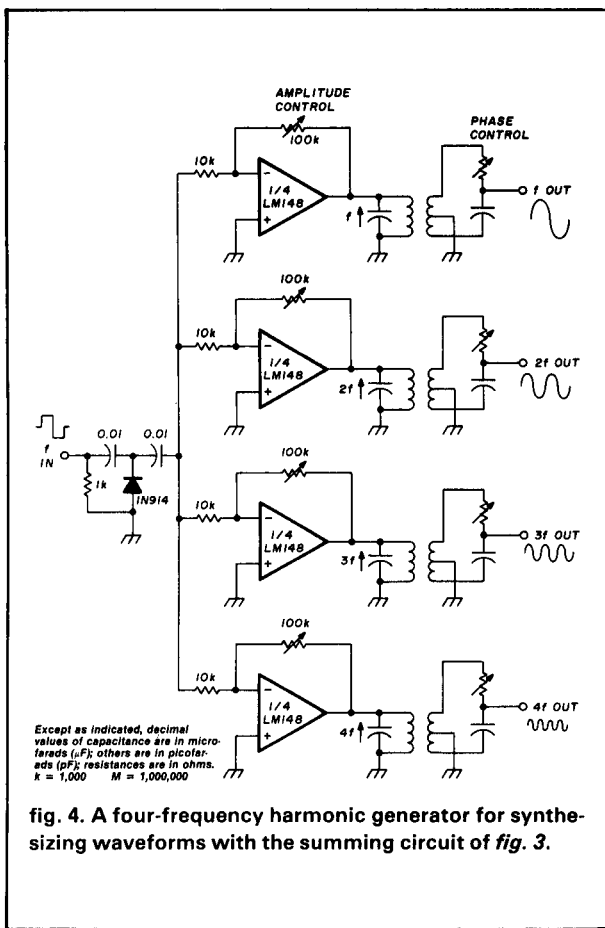 AMPLITUDE
CONTROL
100k
PHASE
CONTROL
10k
−
1/4
LM148
+
f
f OUT
100k
10k
−
1/4
LM148
+
2f
2f OUT
0.01 0.01
f
IN
1k
1N914
100k
10k
−
1/4
LM148
+
3f
3f OUT
100k
10k
−
1/4
LM148
+
4f
4f OUT
Except as indicated, decimal
values of capacitance are in micro-
farads (μF); others are in picofar-
ads (pF); resistances are in ohms.
k = 1,000 M = 1,000,000
fig. 4. A four-frequency harmonic generator for synthe-
sizing waveforms with the summing circuit of fig. 3.